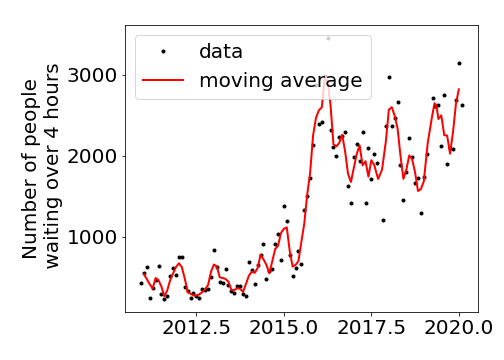 data
moving average
Number of people
waiting over 4 hours
3000
2000
1000
2012.5
2015.0
2017.5
2020.0